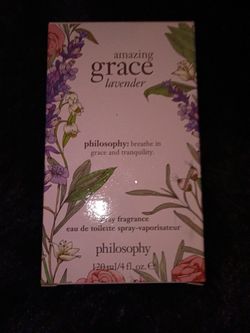 amazing
grace
lavender
philosophy: breathe in
grace and tranquility.
spray fragrance
eau de toilette spray-vaporisateur
philosophy
120 ml/4 fl. oz. e